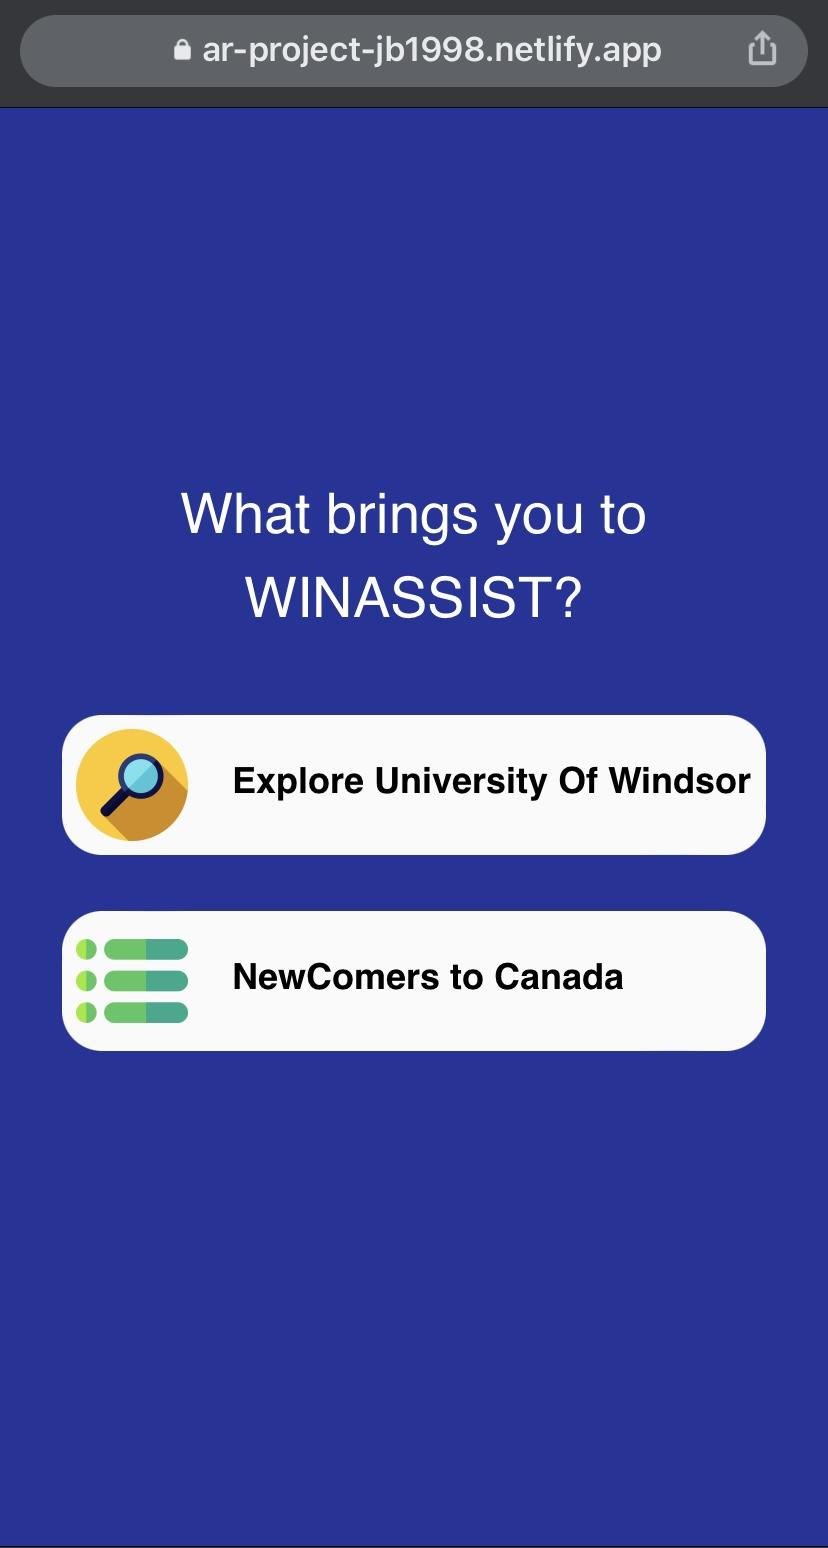 ar-project-jb1998.netlify.app
What brings you to
WINASSIST?
Explore University Of Windsor
NewComers to Canada